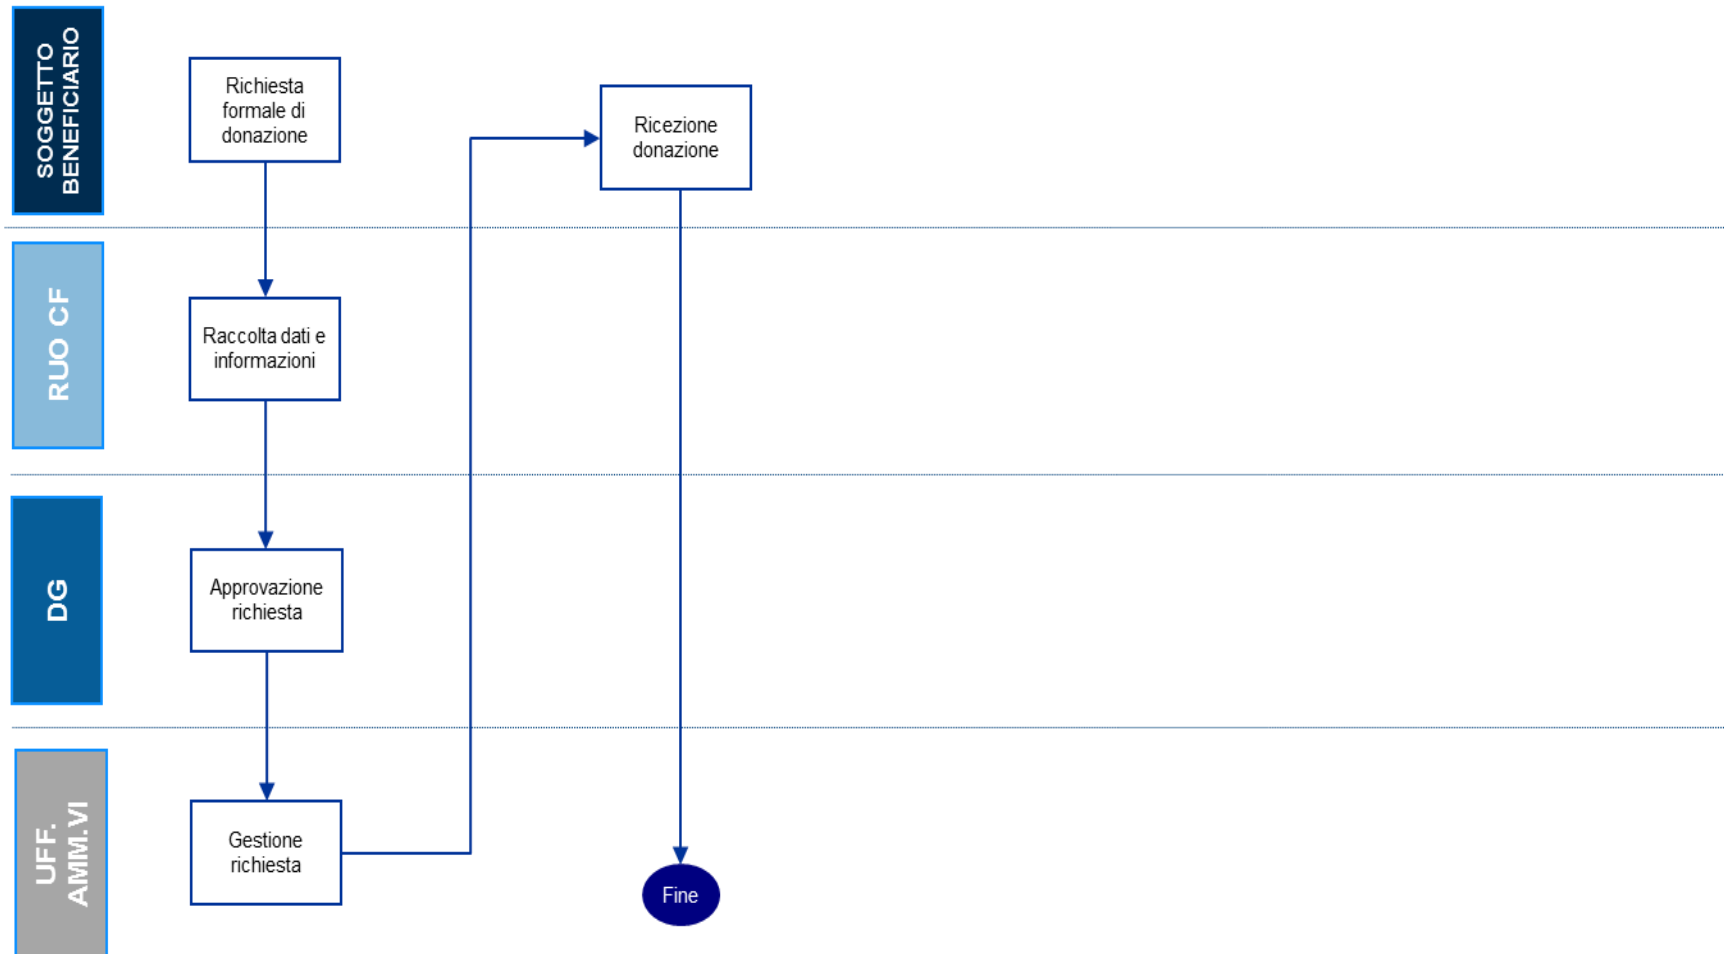 SOGGETTO
BENEFICIARIO
Richiesta
formale di
donazione
Ricezione
donazione
RUO CF
Raccolta dati e
informazioni
DG
Approvazione
richiesta
UFF.
AMM.VI
Gestione
richiesta
Fine